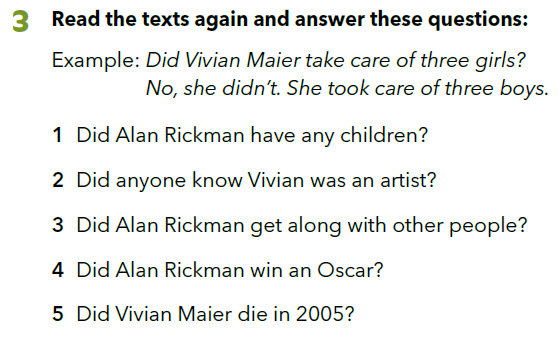 3 Read the texts again and answer these questions:
Example: Did Vivian Maier take care of three girls?
No, she didn't. She took care of three boys.
1 Did Alan Rickman have any children?
2 Did anyone know Vivian was an artist?
3 Did Alan Rickman get along with other people?
4 Did Alan Rickman win an Oscar?
5 Did Vivian Maier die in 2005?